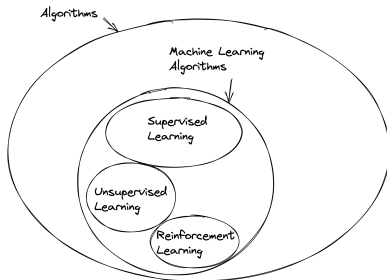 Algorithms
Machine Learning
Algorithms
Supervised
Learning
Unsupervised
Learning
Reinforcement
Learning